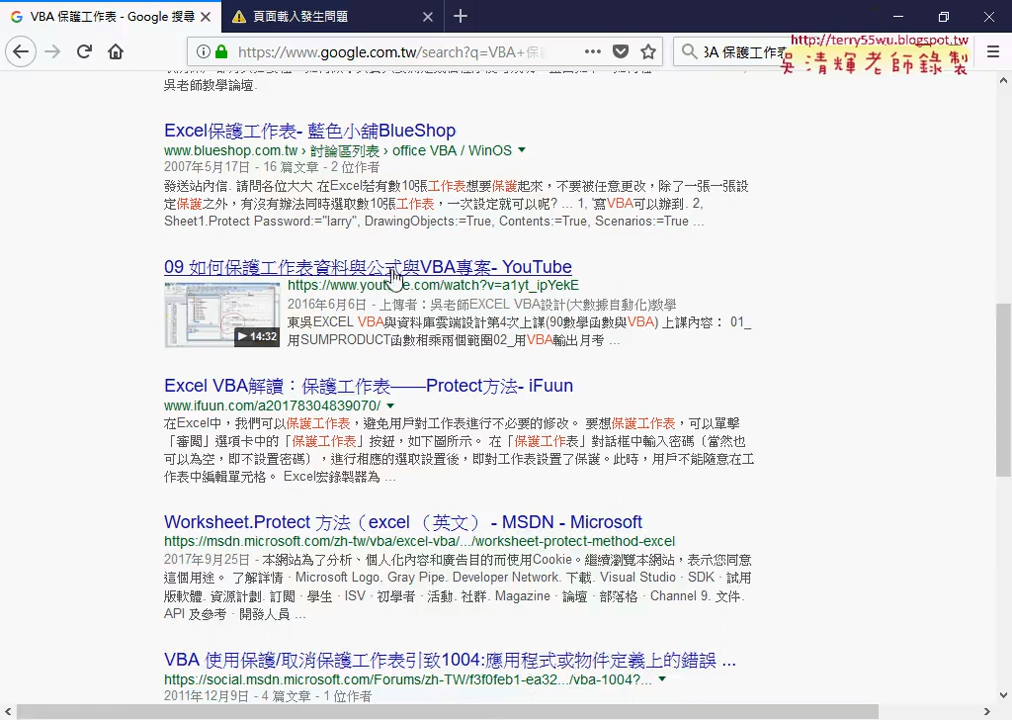 VBA 保護工作表 - Google 搜尋
頁面載入發生問題
https://www.google.com.tw/search?q=VBA+保
3A 保護工作表
http://terry55wu.blogspot.tw
吳清輝老師錄製
吳老師教學論壇.
Excel保護工作表- 藍色小舖BlueShop
www.blueshop.com.tw › 討論區列表 › office VBA / WinOS
2007年5月17日 - 16 篇文章 - 2 位作者
發送站內信. 請問各位大大 在Excel若有數10張工作表想要保護起來，不要被任意更改，除了一張一張設
定保護之外，有沒有辦法同時選取數10張工作表，一次設定就可以呢? ... 1, 寫VBA可以辦到. 2,
Sheet1.Protect Password:="larry", DrawingObjects:=True, Contents:=True, Scenarios:=True ...
09 如何保護工作表資料與公式與VBA專案- YouTube
https://www.youtube.com/watch?v=a1yt_ipYekE
2016年6月6日 - 上傳者：吳老師EXCEL VBA設計(大數據自動化)教學
東吳EXCEL VBA與資料庫雲端設計第4次上課(90數學函數與VBA) 上課內容： 01_
用SUMPRODUCT函數相乘兩個範圍02_用VBA輸出月考 ...
14:32
Excel VBA解讀：保護工作表——Protect方法- iFuun
www.ifuun.com/a20178304839070/
在Excel中，我們可以保護工作表，避免用戶對工作表進行不必要的修改。 要想保護工作表，可以單擊
「審閱」選項卡中的「保護工作表」按鈕，如下圖所示。 在「保護工作表」對話框中輸入密碼（當然也
可以為空，即不設置密碼），進行相應的選取設置後，即對工作表設置了保護。此時，用戶不能隨意在工
作表中編輯單元格。 Excel宏錄製器為 ...
Worksheet.Protect 方法（excel （英文） - MSDN - Microsoft
https://msdn.microsoft.com/zh-tw/vba/excel-vba/.../worksheet-protect-method-excel
2017年9月25日 - 本網站為了分析、個人化內容和廣告目的而使用Cookie。繼續瀏覽本網站，表示您同意
這個用途。 了解詳情 · Microsoft Logo. Gray Pipe. Developer Network. 下載. Visual Studio · SDK · 試用
版軟體. 資源計劃. 訂閱 · 學生 · ISV · 初學者 · 活動. 社群. Magazine · 論壇 · 部落格 · Channel 9. 文件.
API 及參考 · 開發人員 ...
VBA 使用保護/取消保護工作表引致1004:應用程式或物件定義上的錯誤 ...
https://social.msdn.microsoft.com/Forums/zh-TW/f3f0feb1-ea32.../vba-1004?...
2011年12月9日 - 4 篇文章 - 1 位作者